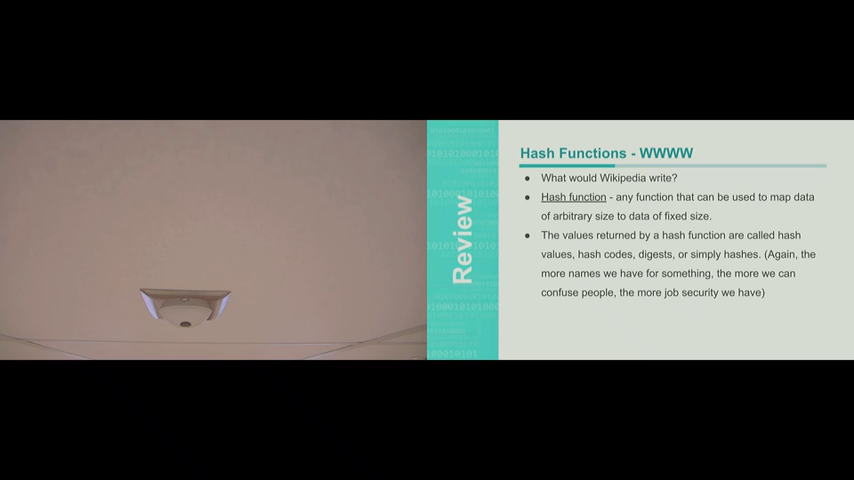 Review
Hash Functions - WWWW
● What would Wikipedia write?
● Hash function - any function that can be used to map data
of arbitrary size to data of fixed size.
● The values returned by a hash function are called hash
values, hash codes, digests, or simply hashes. (Again, the
more names we have for something, the more we can
confuse people, the more job security we have)